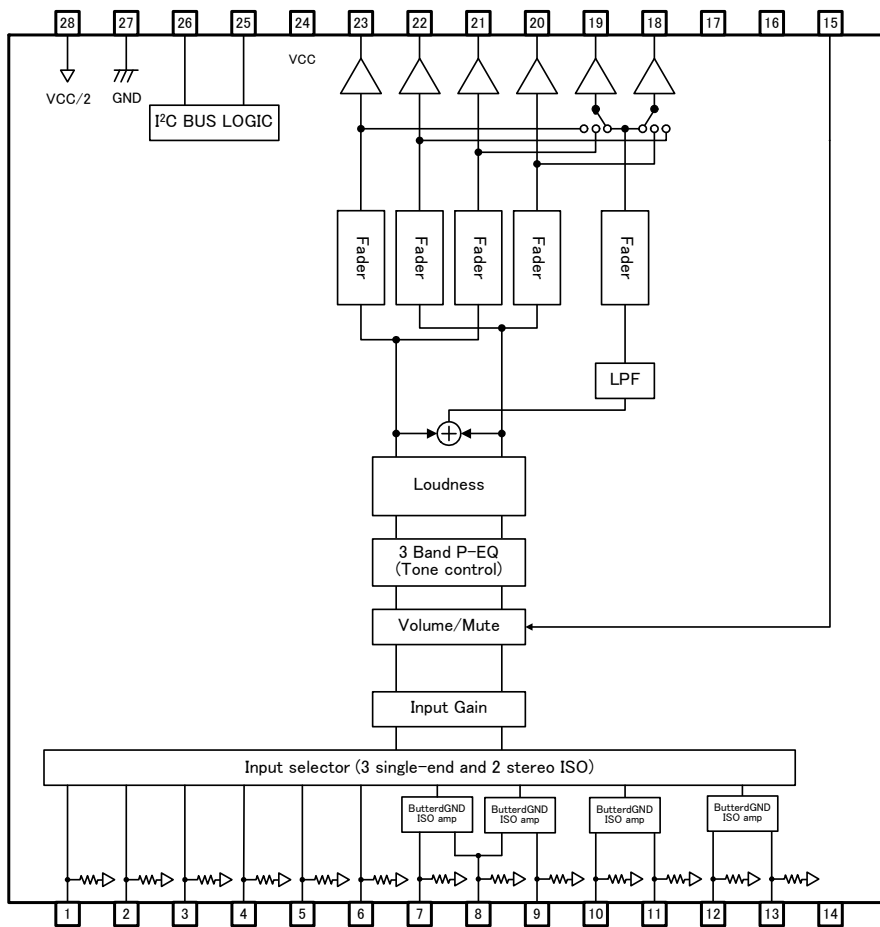 28 27 26 25 24 23 22 21 20 19 18 17 16 15
VCC
VCC/2
GND
I²C BUS LOGIC
Fader Fader Fader Fader Fader
LPF
Loudness
3 Band P-EQ
(Tone control)
Volume/Mute
Input Gain
Input selector (3 single-end and 2 stereo ISO)
ButterdGND
ISO amp
ButterdGND
ISO amp
ButterdGND
ISO amp
ButterdGND
ISO amp
1 2 3 4 5 6 7 8 9 10 11 12 13 14